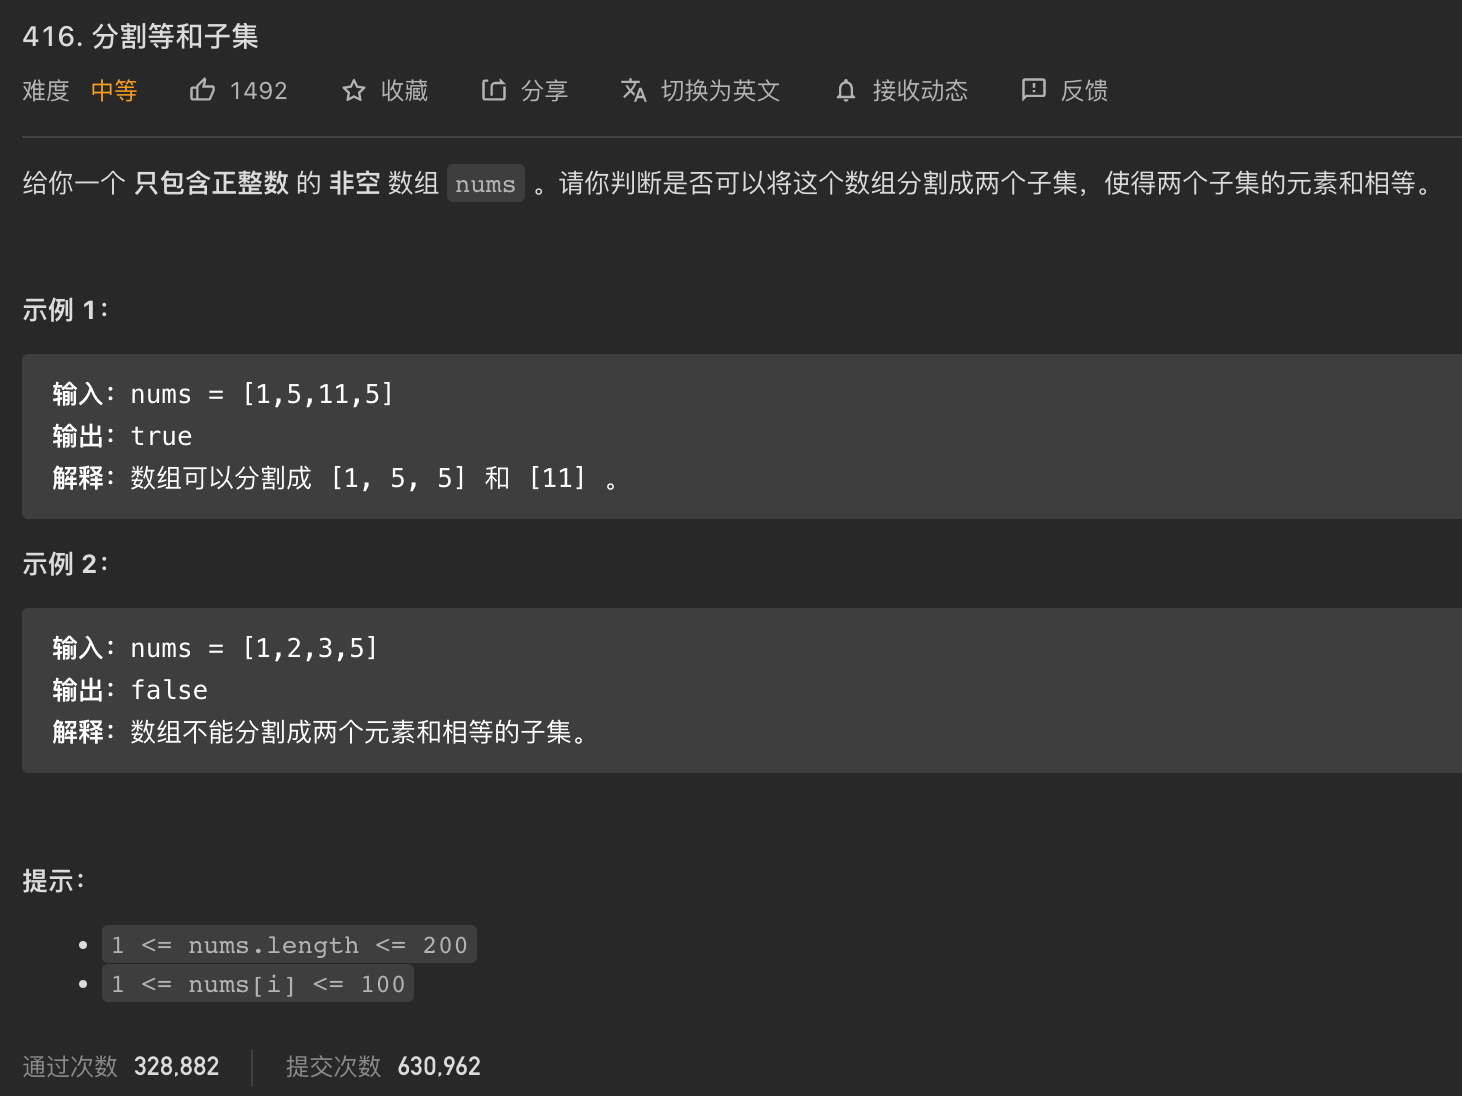 416. 分割等和子集
难度 中等 1492 收藏 分享 切换为英文 接收动态 反馈
给你一个 只包含正整数 的 非空 数组 nums 。请你判断是否可以将这个数组分割成两个子集，使得两个子集的元素和相等。
示例 1：
输入：nums = [1,5,11,5]
输出：true
解释：数组可以分割成 [1, 5, 5] 和 [11] 。
示例 2：
输入：nums = [1,2,3,5]
输出：false
解释：数组不能分割成两个元素和相等的子集。
提示：
1 <= nums.length <= 200
1 <= nums[i] <= 100
通过次数 328,882 提交次数 630,962